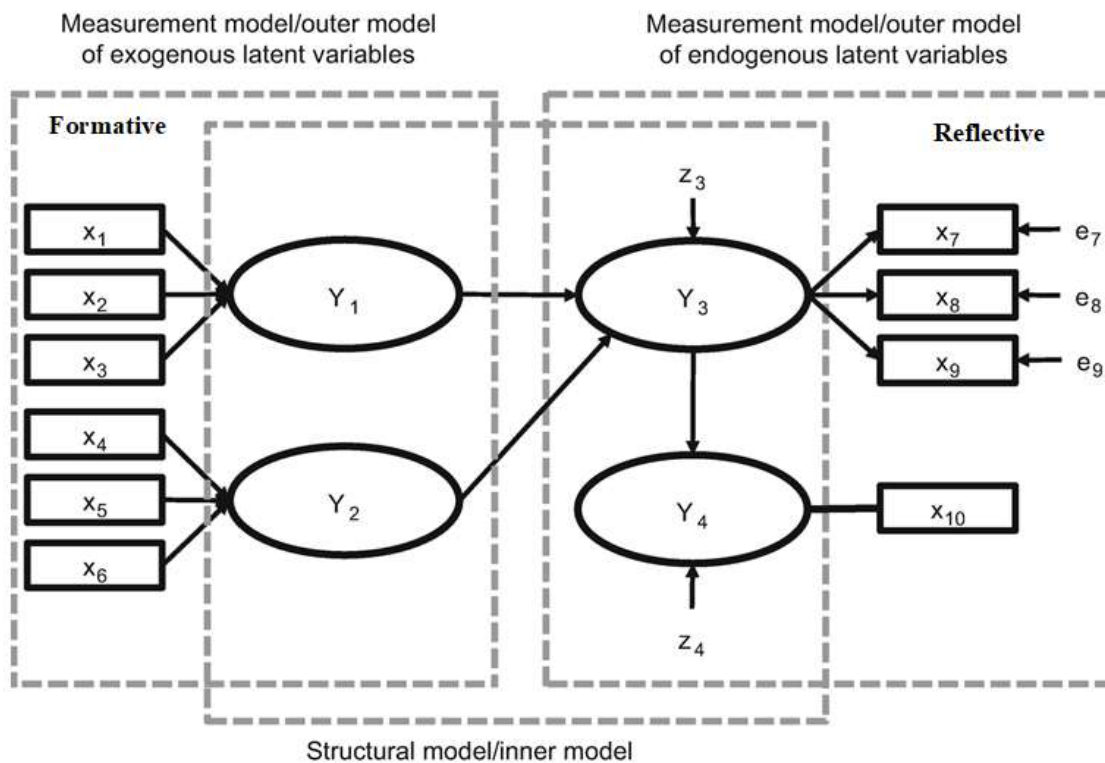 Measurement model/outer model
of exogenous latent variables
Measurement model/outer model
of endogenous latent variables
Formative
Reflective
z₃
x₁
x₂
x₃
Y₁
Y₃
x₇
x₈
x₉
e₇
e₈
e₉
x₄
x₅
x₆
Y₂
Y₄
x₁₀
z₄
Structural model/inner model